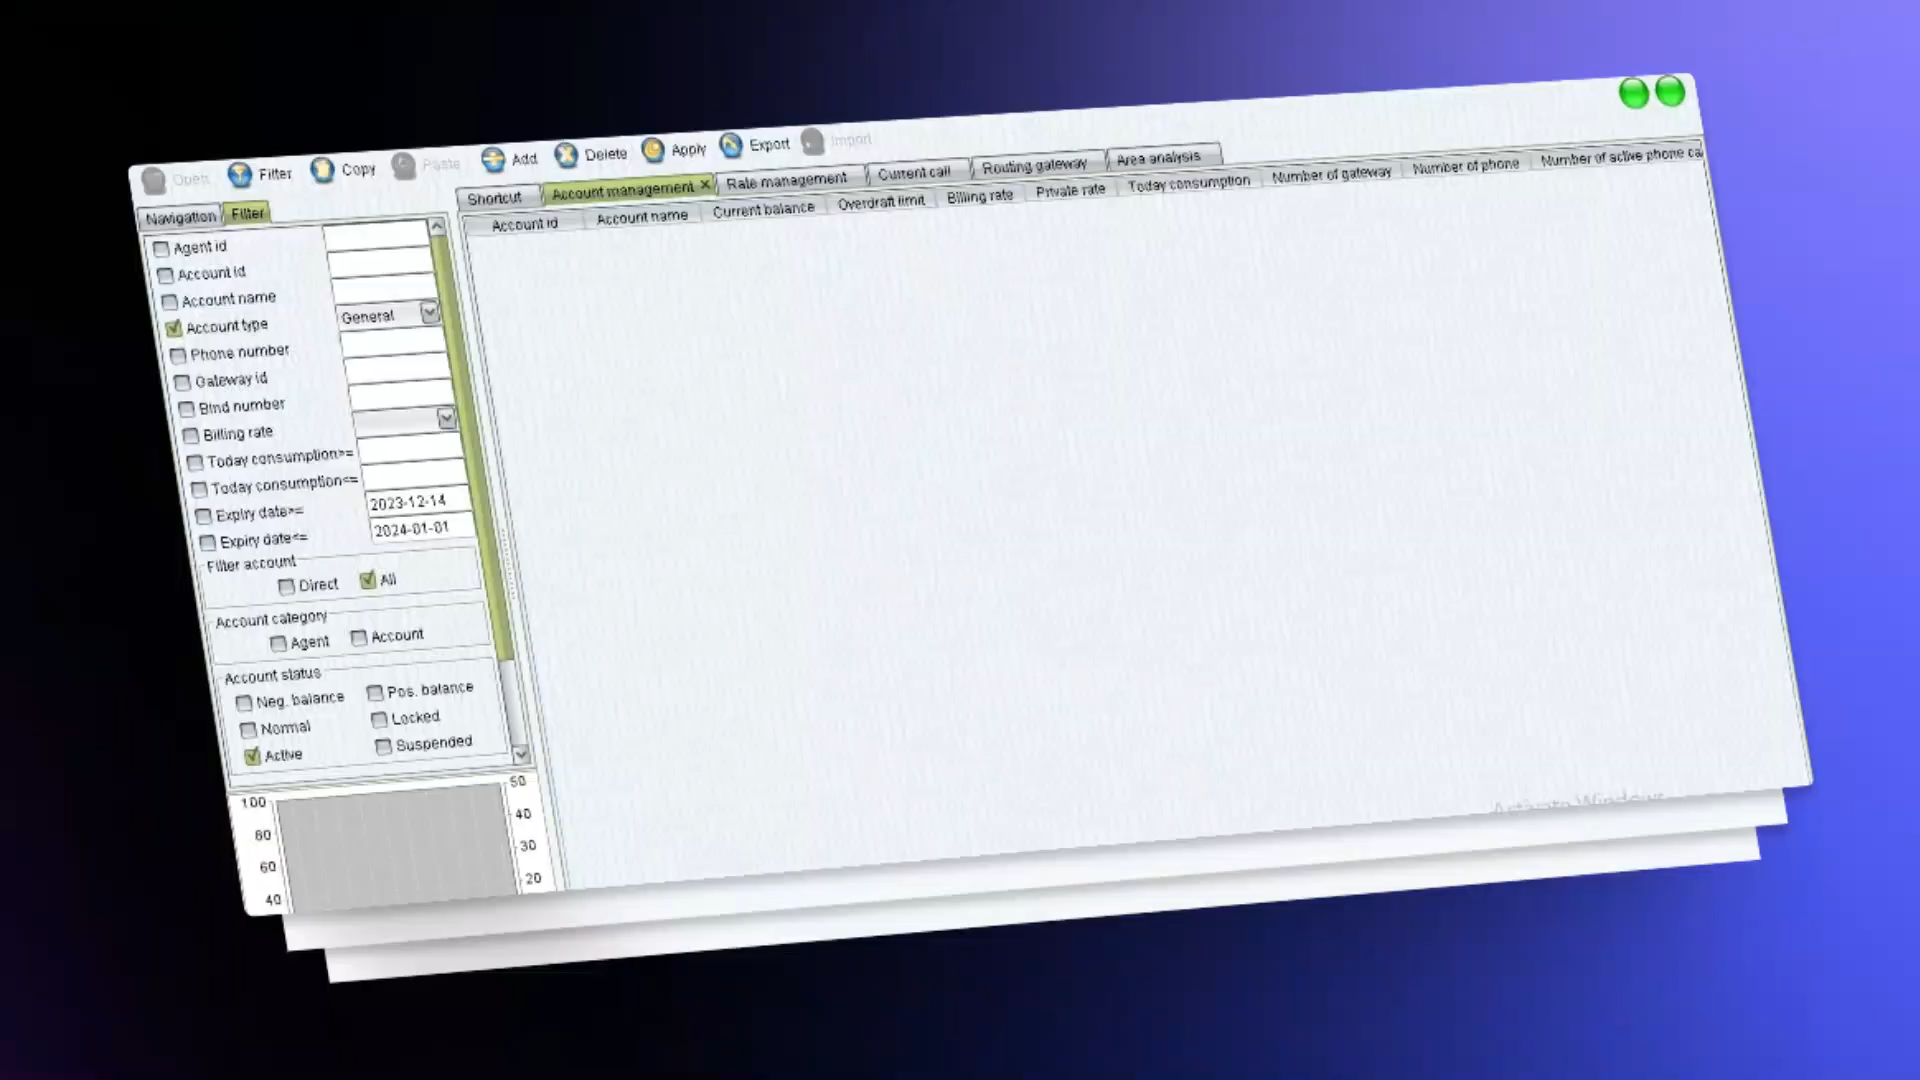 Open Filter Copy Paste Add Delete Apply Export Import
Navigation Filter
Shortcut Account management Rate management Current call Routing gateway Area analysis
Account id Account name Current balance Overdraft limit Billing rate Private rate Today consumption Number of gateway Number of phone Number of active phone ca
Agent id
Account id
Account name
Account type General
Phone number
Gateway id
Bind number
Billing rate
Today consumption>=
Today consumption<=
Expiry date>= 2023-12-14
Expiry date<= 2024-01-01
Filter account
Direct All
Account category
Agent Account
Account status
Neg. balance Pos. balance
Normal Locked
Active Suspended
100 50
80 40
60 30
40 20
Activate Windows